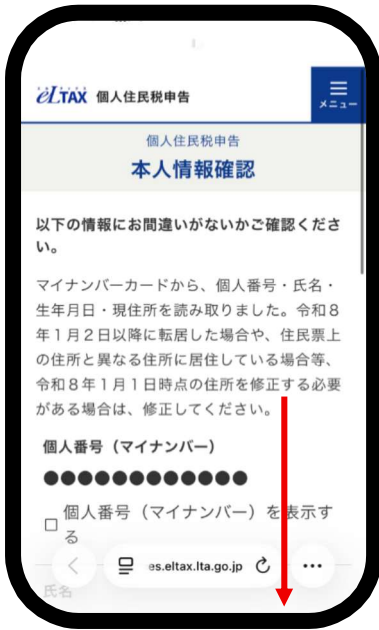 eLTAX 個人住民税申告
メニュー
個人住民税申告
本人情報確認
以下の情報にお間違いがないかご確認くださ
い。
マイナンバーカードから、個人番号・氏名・
生年月日・現住所を読み取りました。令和８
年１月２日以降に転居した場合や、住民票上
の住所と異なる住所に居住している場合等、
令和８年１月１日時点の住所を修正する必要
がある場合は、修正してください。
個人番号（マイナンバー）
●●●●●●●●●●●●
個人番号（マイナンバー）を表示す
る
es.eltax.lta.go.jp
氏名